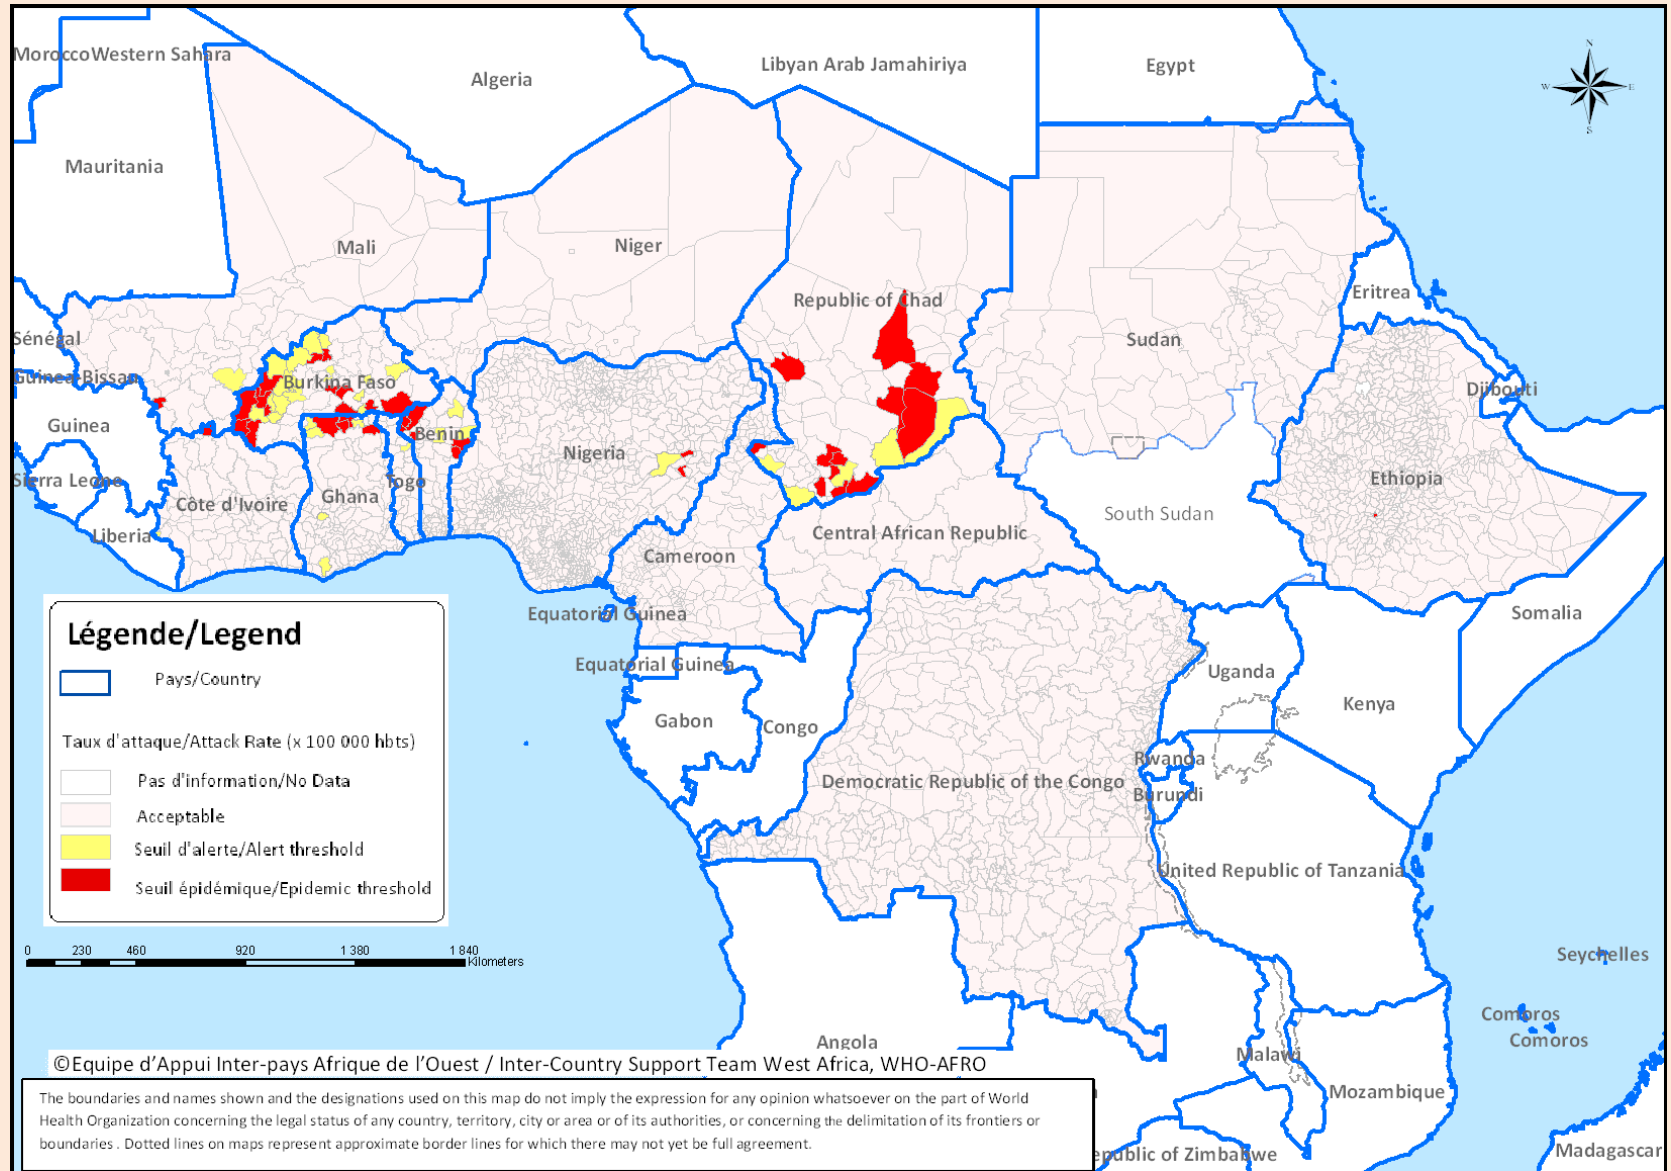 Morocco
Western Sahara
Algeria
Libyan Arab Jamahiriya
Egypt
N
W
E
S
Mauritania
Mali
Niger
Republic of Chad
Sudan
Eritrea
Sénégal
Guinea-Bissau
Burkina Faso
Djibouti
Guinea
Benin
Nigeria
Ethiopia
Sierra Leone
Côte d'Ivoire
Ghana
Togo
South Sudan
Liberia
Central African Republic
Cameroon
Equatorial Guinea
Somalia
Equatorial Guinea
Uganda
Gabon
Congo
Kenya
Rwanda
Democratic Republic of the Congo
Burundi
United Republic of Tanzania
Seychelles
Comoros
Comoros
Angola
Malawi
Mozambique
epublic of Zimbabwe
Madagascar
Légende/Legend
Pays/Country
Taux d'attaque/Attack Rate (x 100 000 hbts)
Pas d'information/No Data
Acceptable
Seuil d'alerte/Alert threshold
Seuil épidémique/Epidemic threshold
0 230 460 920 1 380 1 840
Kilometers
©Equipe d’Appui Inter-pays Afrique de l’Ouest / Inter-Country Support Team West Africa, WHO-AFRO
The boundaries and names shown and the designations used on this map do not imply the expression for any opinion whatsoever on the part of World
Health Organization concerning the legal status of any country, territory, city or area or of its authorities, or concerning the delimitation of its frontiers or
boundaries . Dotted lines on maps represent approximate border lines for which there may not yet be full agreement.